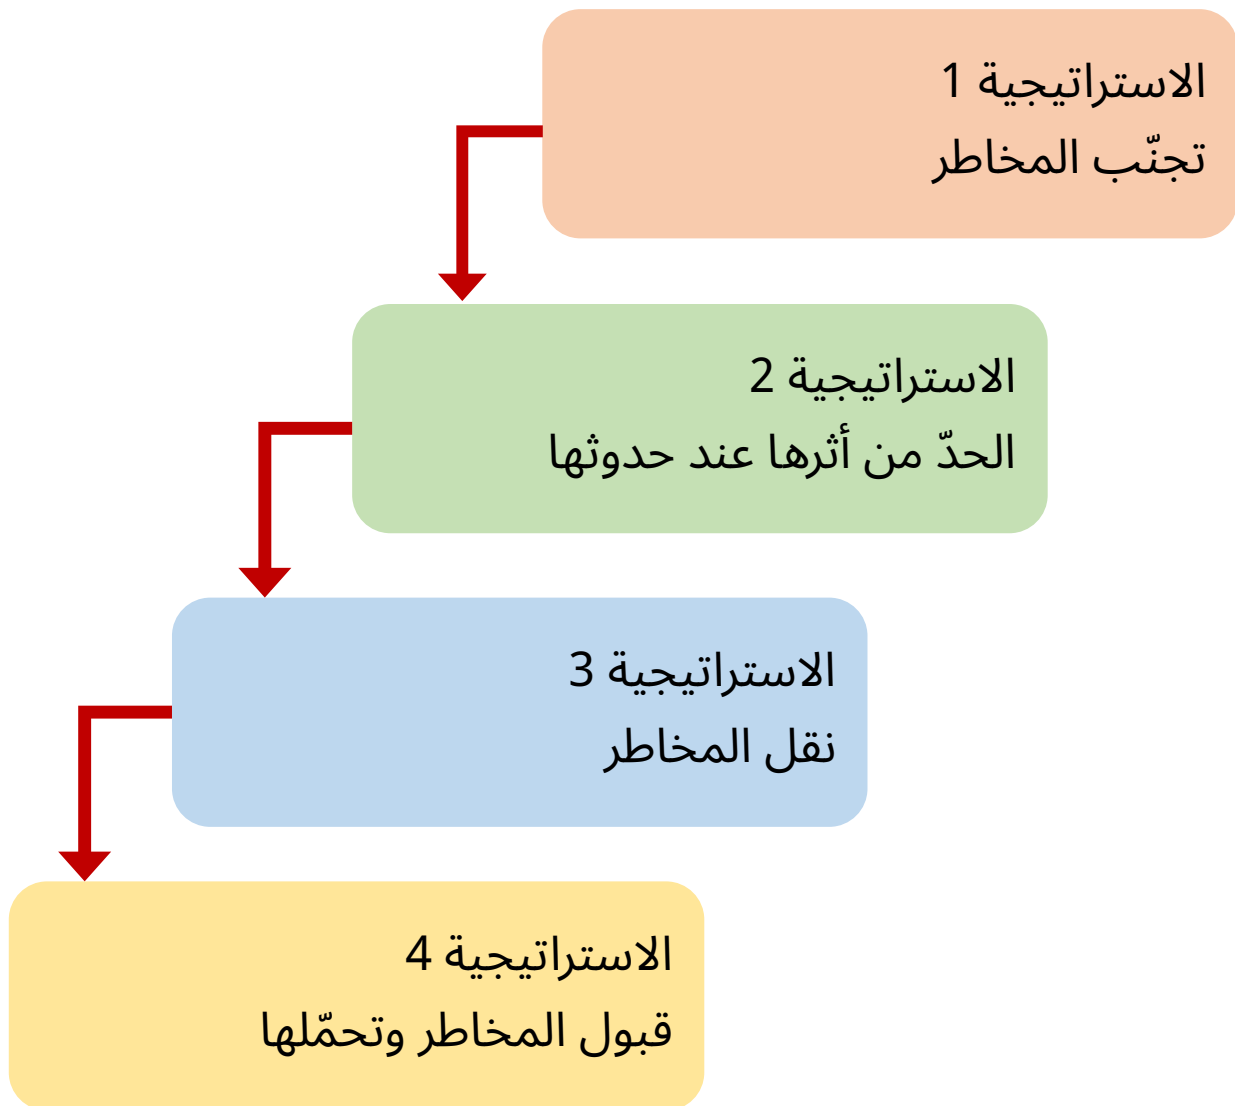 الاستراتيجية 1
تجنّب المخاطر
الاستراتيجية 2
الحدّ من أثرها عند حدوثها
الاستراتيجية 3
نقل المخاطر
الاستراتيجية 4
قبول المخاطر وتحمّلها